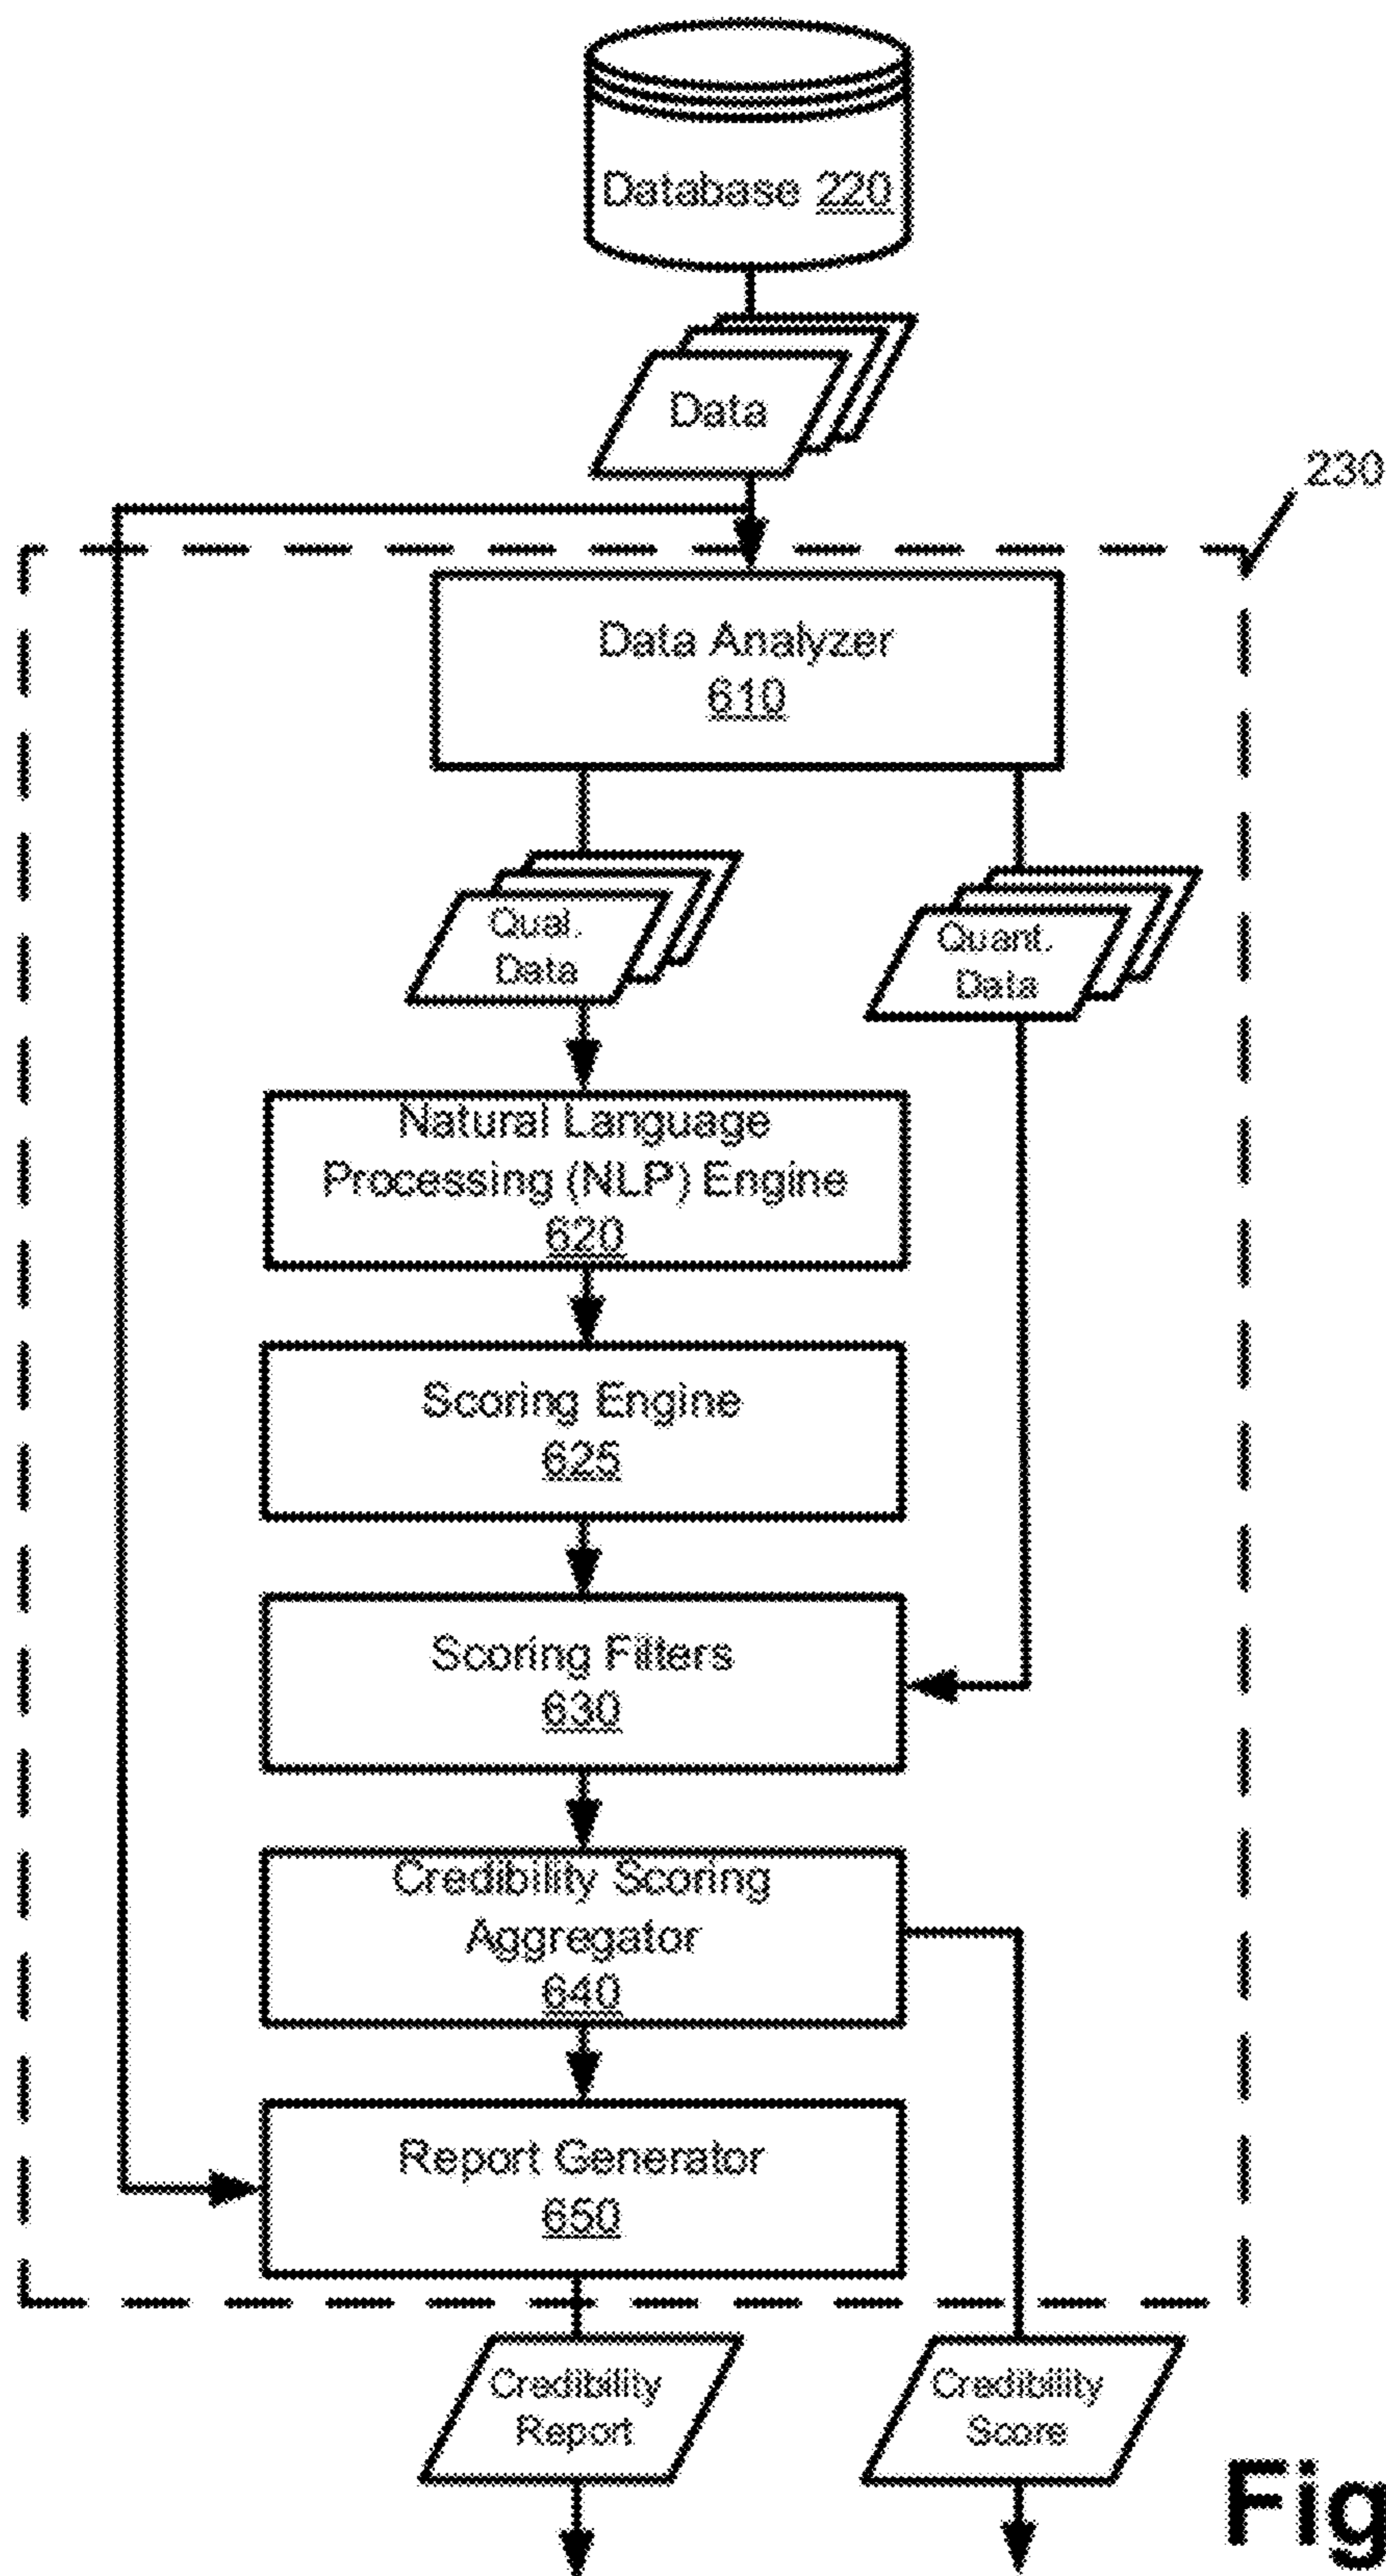 Database 220
Data
230
Data Analyzer
610
Qual.
Data
Quant.
Data
Natural Language
Processing (NLP) Engine
620
Scoring Engine
625
Scoring Filters
630
Credibility Scoring
Aggregator
640
Report Generator
650
Credibility
Report
Credibility
Score
Fig